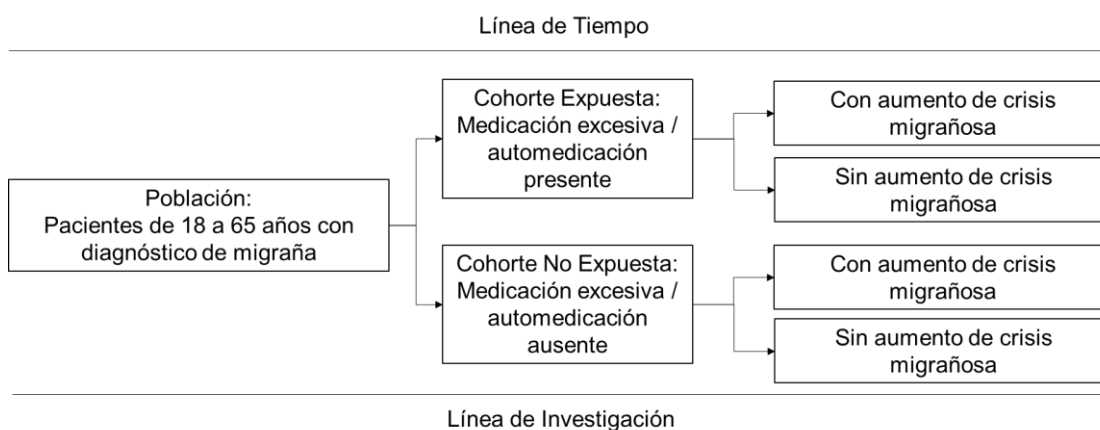 Línea de Tiempo
Población:
Pacientes de 18 a 65 años con
diagnóstico de migraña
Cohorte Expuesta:
Medicación excesiva /
automedicación
presente
Con aumento de crisis
migrañosa
Sin aumento de crisis
migrañosa
Cohorte No Expuesta:
Medicación excesiva /
automedicación
ausente
Con aumento de crisis
migrañosa
Sin aumento de crisis
migrañosa
Línea de Investigación